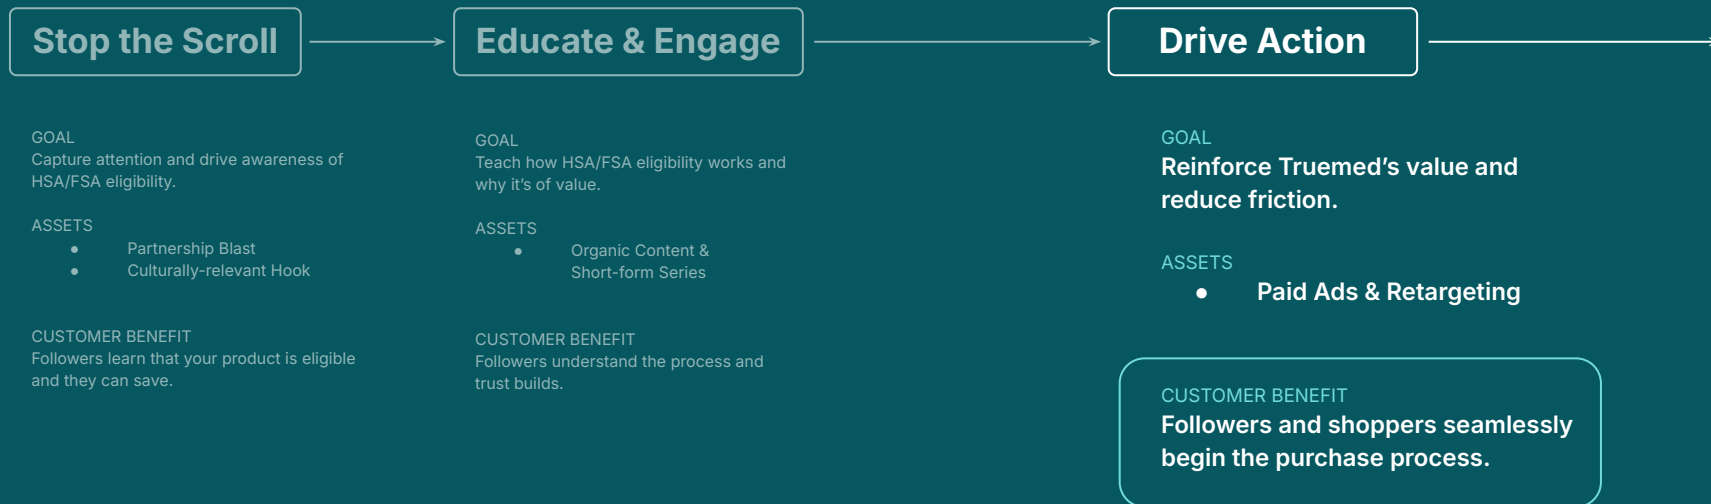 Stop the Scroll
Educate & Engage
Drive Action
GOAL
Capture attention and drive awareness of
HSA/FSA eligibility.
ASSETS
● Partnership Blast
● Culturally-relevant Hook
CUSTOMER BENEFIT
Followers learn that your product is eligible
and they can save.
GOAL
Teach how HSA/FSA eligibility works and
why it’s of value.
ASSETS
● Organic Content &
Short-form Series
CUSTOMER BENEFIT
Followers understand the process and
trust builds.
GOAL
Reinforce Truemed’s value and
reduce friction.
ASSETS
● Paid Ads & Retargeting
CUSTOMER BENEFIT
Followers and shoppers seamlessly
begin the purchase process.